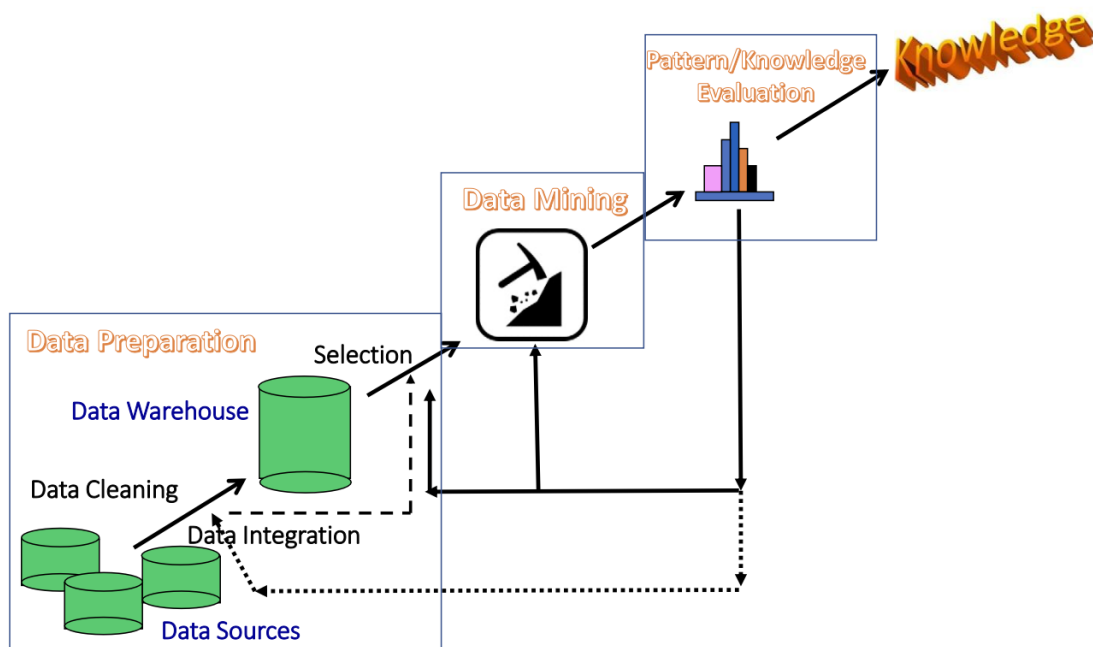 Knowledge
Pattern/Knowledge
Evaluation
Data Mining
Data Preparation
Selection
Data Warehouse
Data Cleaning
Data Integration
Data Sources